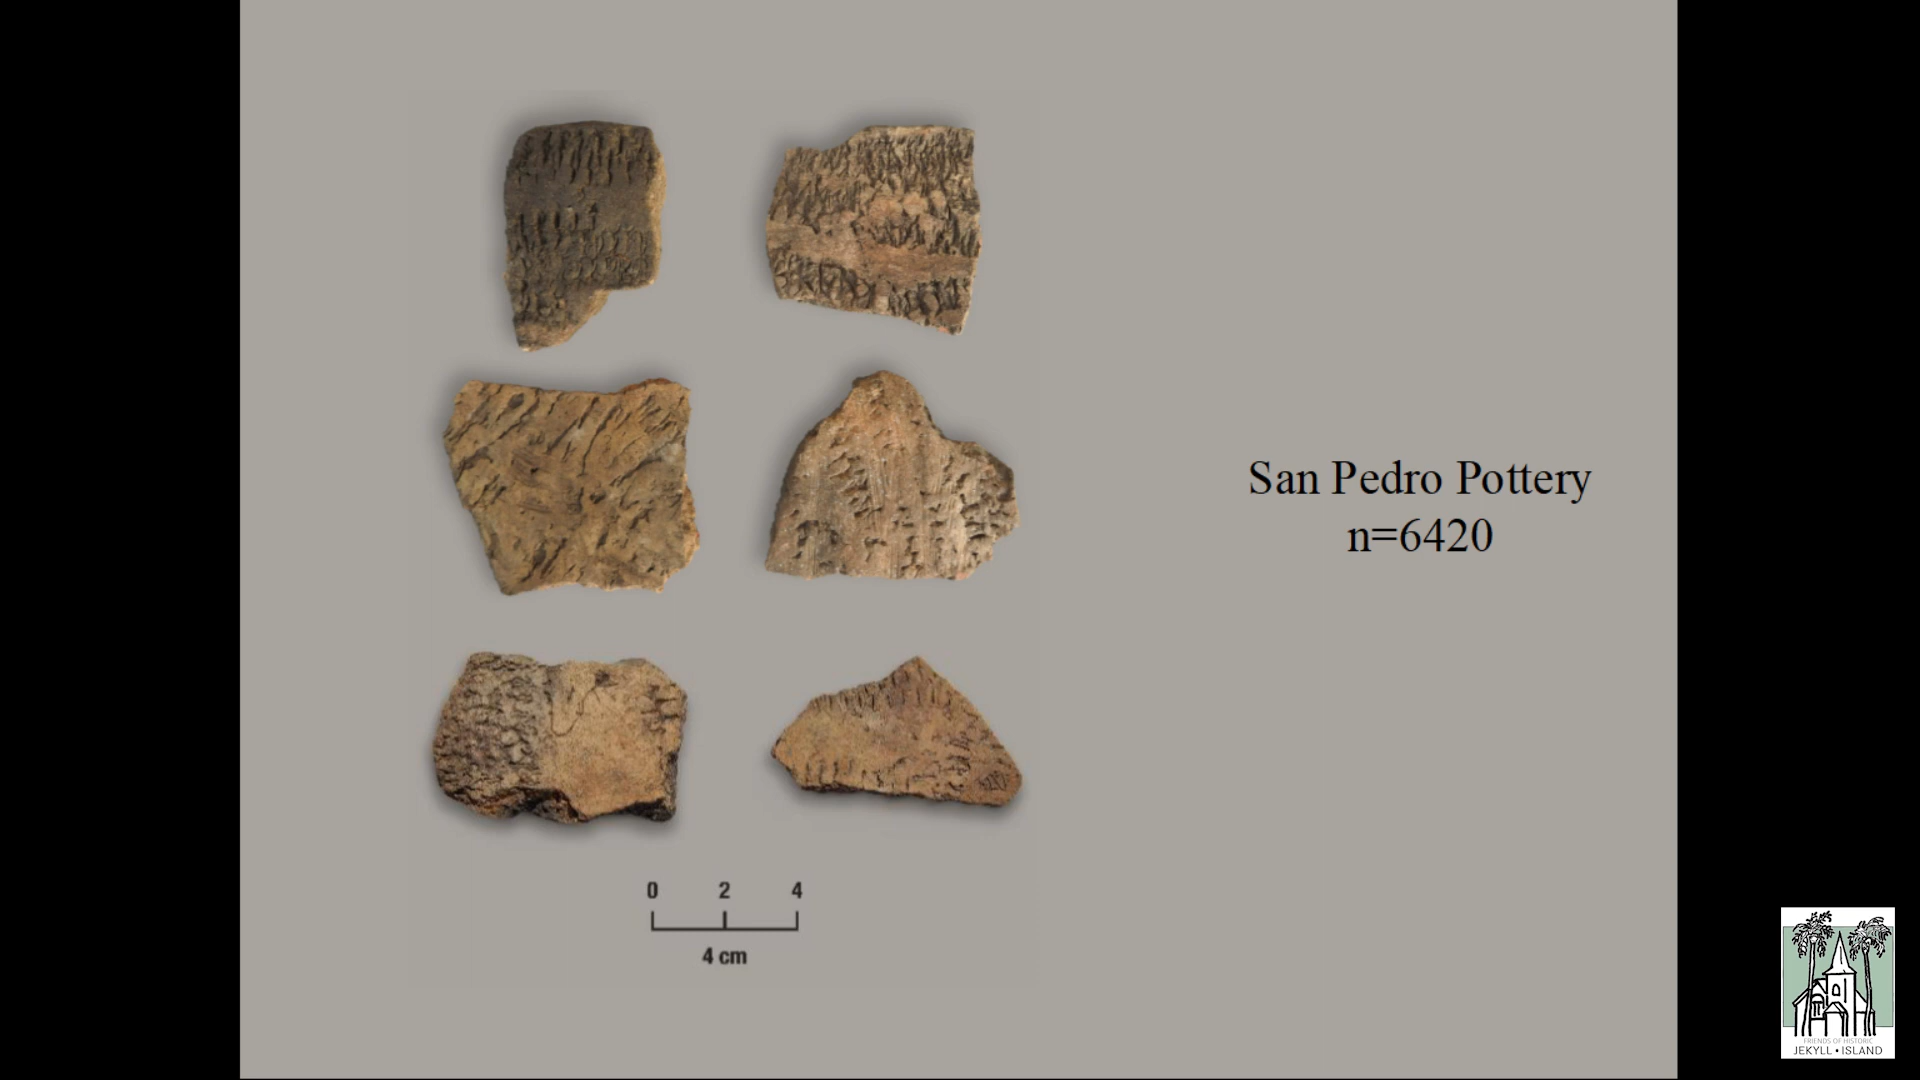 San Pedro Pottery
n=6420
0 2 4
4 cm
FRIENDS OF HISTORIC
JEKYLL • ISLAND